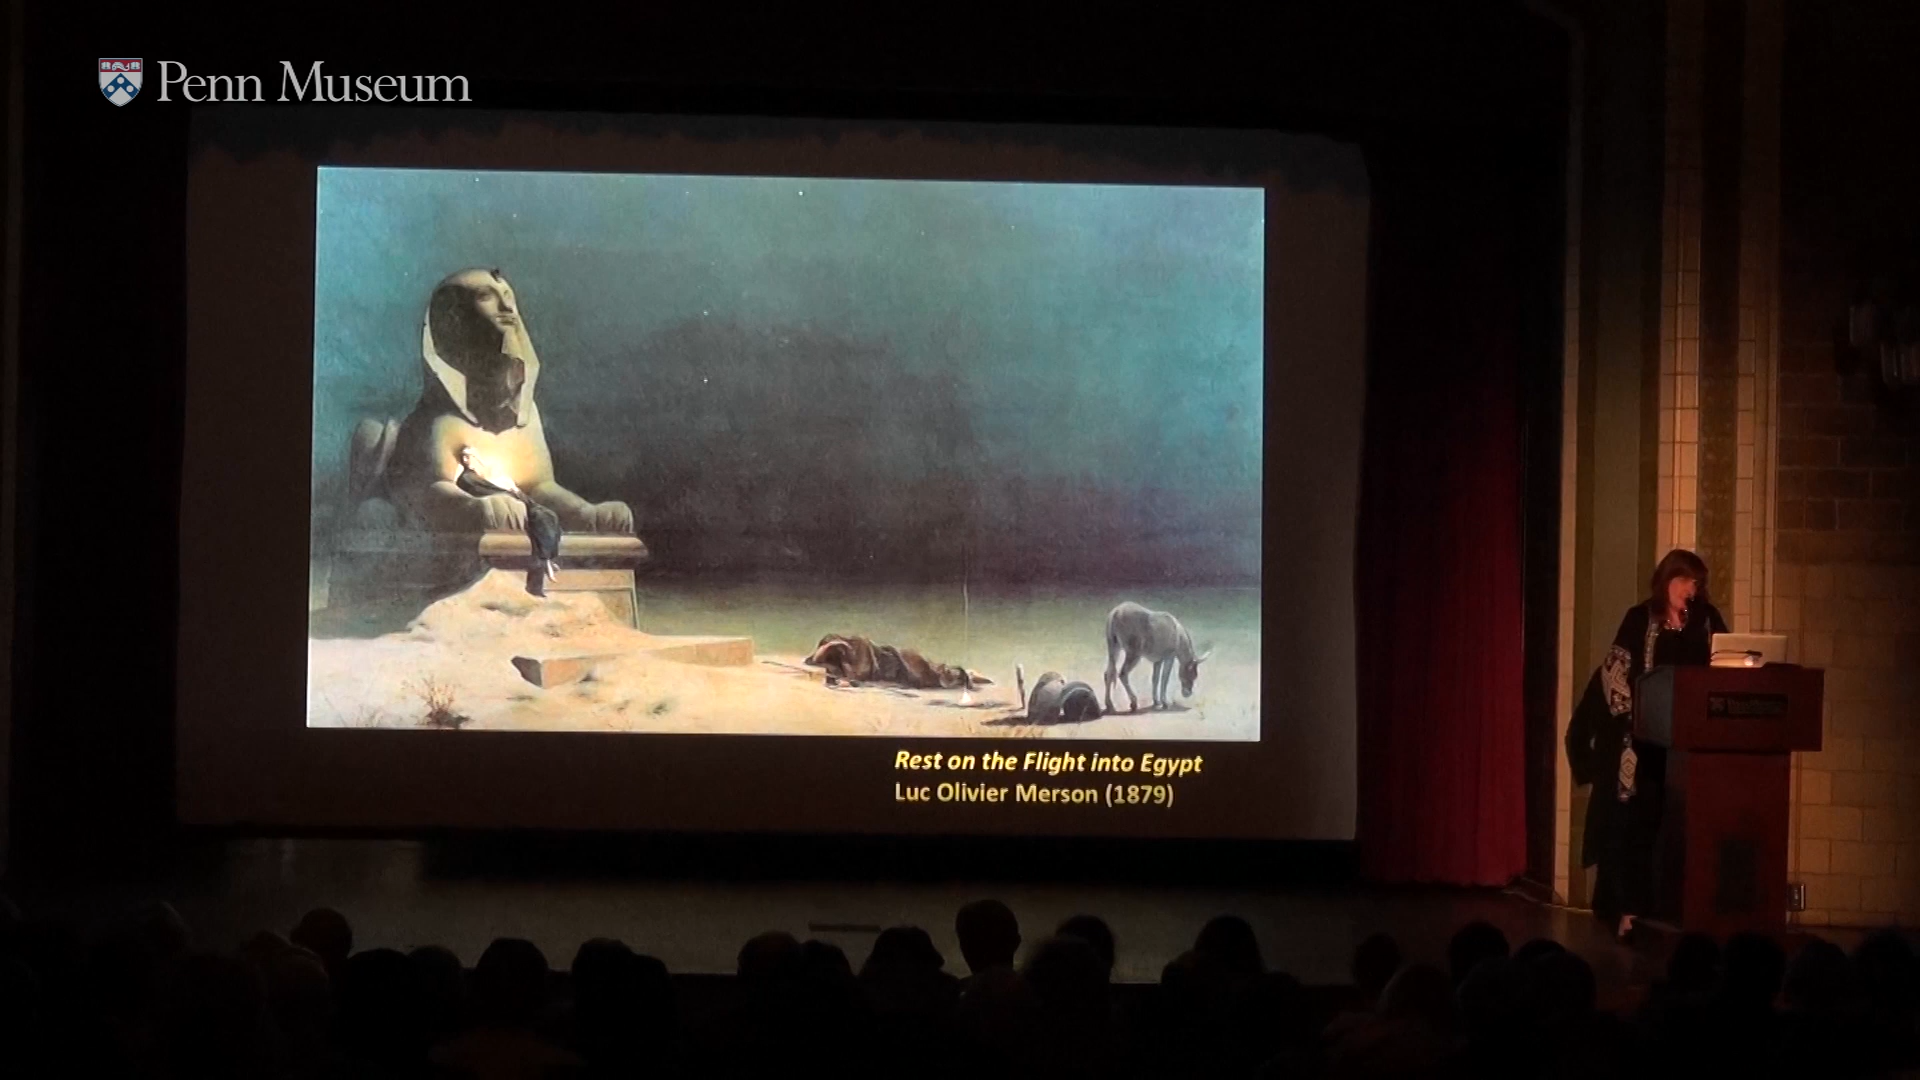 Penn Museum
Rest on the Flight into Egypt
Luc Olivier Merson (1879)